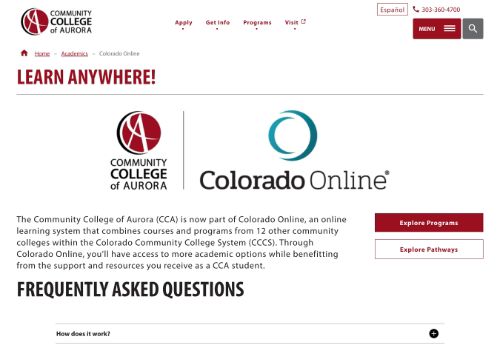 COMMUNITY
COLLEGE
of AURORA
Apply
Get Info
Programs
Visit
Español
303-360-4700
MENU
Home » Academics » Colorado Online
LEARN ANYWHERE!
COMMUNITY
COLLEGE
of AURORA
Colorado Online®
The Community College of Aurora (CCA) is now part of Colorado Online, an online
learning system that combines courses and programs from 12 other community
colleges within the Colorado Community College System (CCCS). Through
Colorado Online, you’ll have access to more academic options while benefitting
from the support and resources you receive as a CCA student.
Explore Programs
Explore Pathways
FREQUENTLY ASKED QUESTIONS
How does it work?